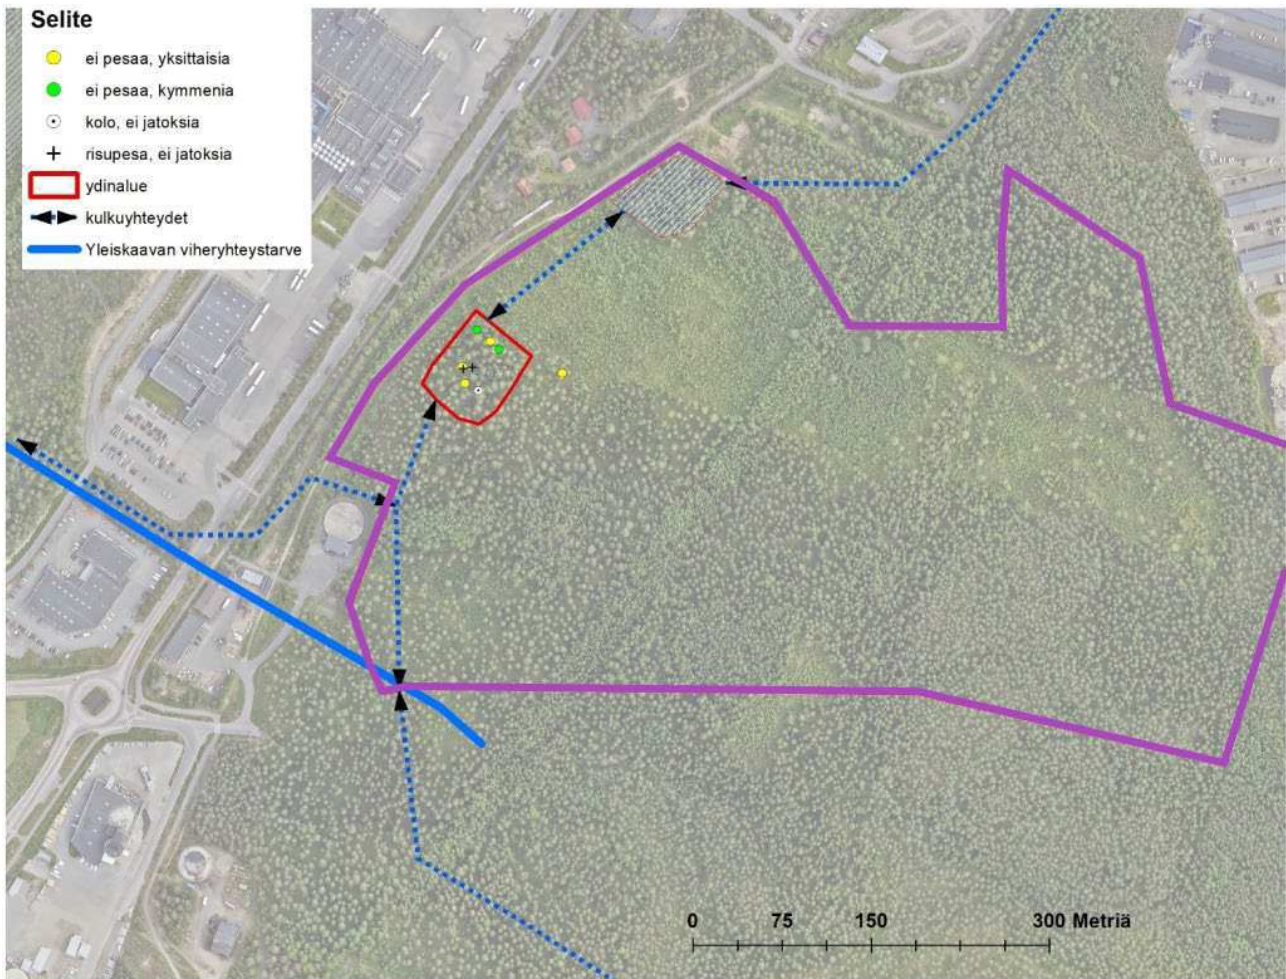 Selite
ei pesaa, yksittaisia
ei pesaa, kymmenia
kolo, ei jatoksia
risupesa, ei jatoksia
ydinalue
kulkuyhteydet
Yleiskaavan viheryhteystarve
0 75 150 300 Metriä